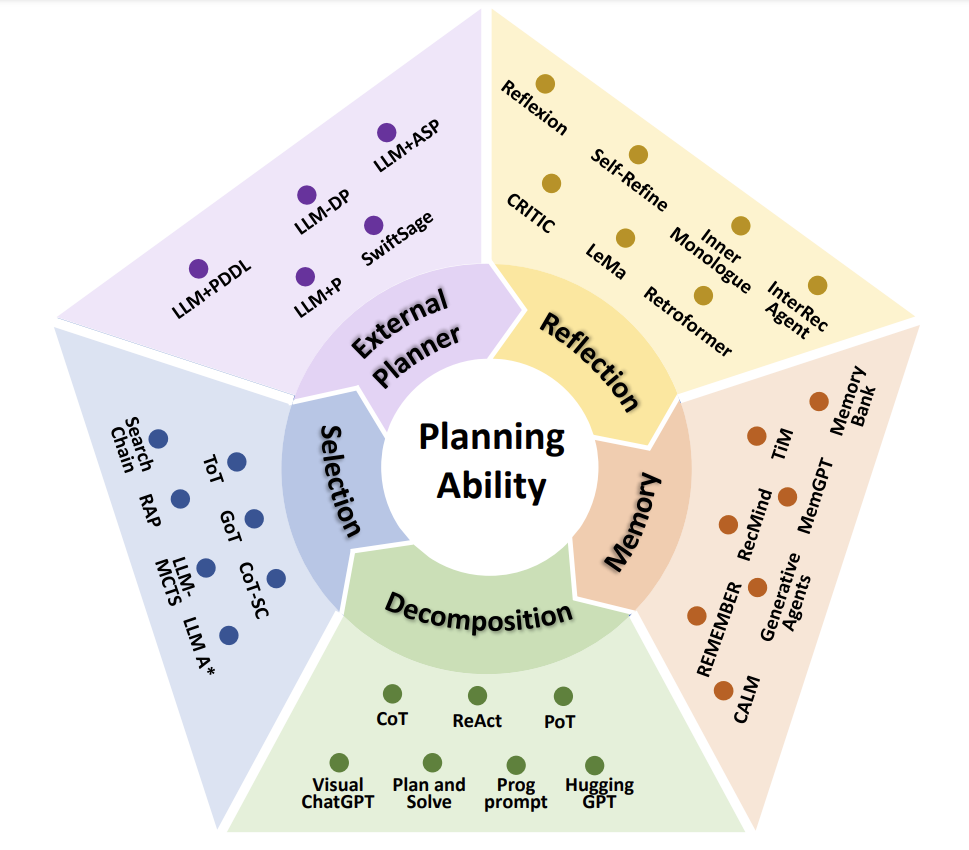 Planning
Ability
External
Planner
LLM+ASP
LLM-DP
SwiftSage
LLM+PDDL
LLM+P
Reflection
Reflexion
Self-Refine
CRITIC
Inner
Monologue
LeMa
InterRec
Agent
Retroformer
Memory
Memory
Bank
TiM
MemGPT
RecMind
Generative
Agents
REMEMBER
CALM
Decomposition
CoT
ReAct
PoT
Visual
ChatGPT
Plan and
Solve
Prog
prompt
Hugging
GPT
Selection
Search
Chain
ToT
RAP
GoT
LLM-
MCTS
CoT-SC
LLM A*